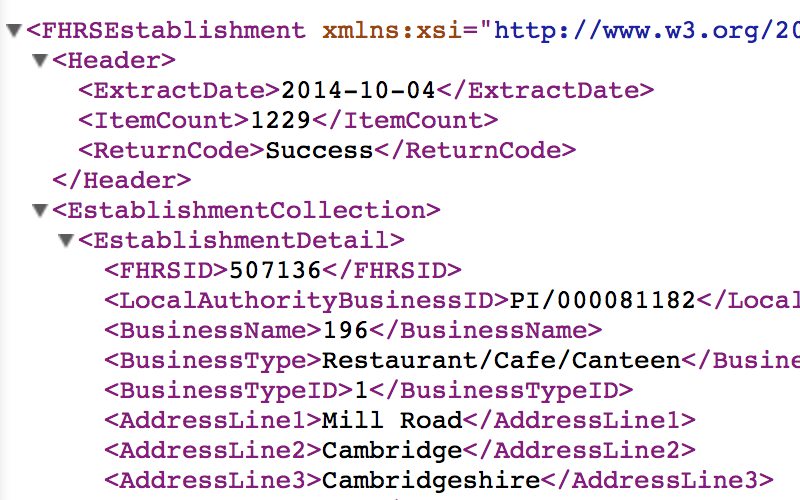 <FHRSEstablishment xmlns:xsi="http://www.w3.org/20
<Header>
<ExtractDate>2014-10-04</ExtractDate>
<ItemCount>1229</ItemCount>
<ReturnCode>Success</ReturnCode>
</Header>
<EstablishmentCollection>
<EstablishmentDetail>
<FHRSID>507136</FHRSID>
<LocalAuthorityBusinessID>PI/000081182</Local
<BusinessName>196</BusinessName>
<BusinessType>Restaurant/Cafe/Canteen</Busine
<BusinessTypeID>1</BusinessTypeID>
<AddressLine1>Mill Road</AddressLine1>
<AddressLine2>Cambridge</AddressLine2>
<AddressLine3>Cambridgeshire</AddressLine3>